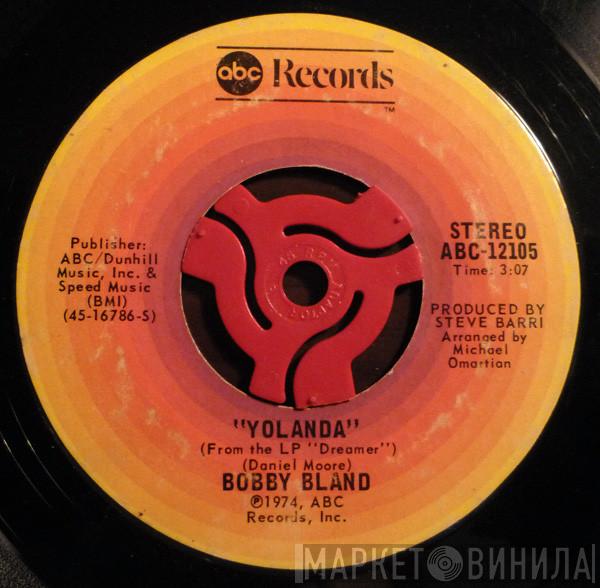 abc Records
TM
Publisher:
ABC/Dunhill
Music, Inc. &
Speed Music
(BMI)
(45-16786-S)
STEREO
ABC-12105
Time: 3:07
PRODUCED BY
STEVE BARRI
Arranged by
Michael
Omartian
"YOLANDA"
(From the LP "Dreamer")
(Daniel Moore)
BOBBY BLAND
Ⓟ1974, ABC
Records, Inc.
МАРКЕТ ВИНИЛА